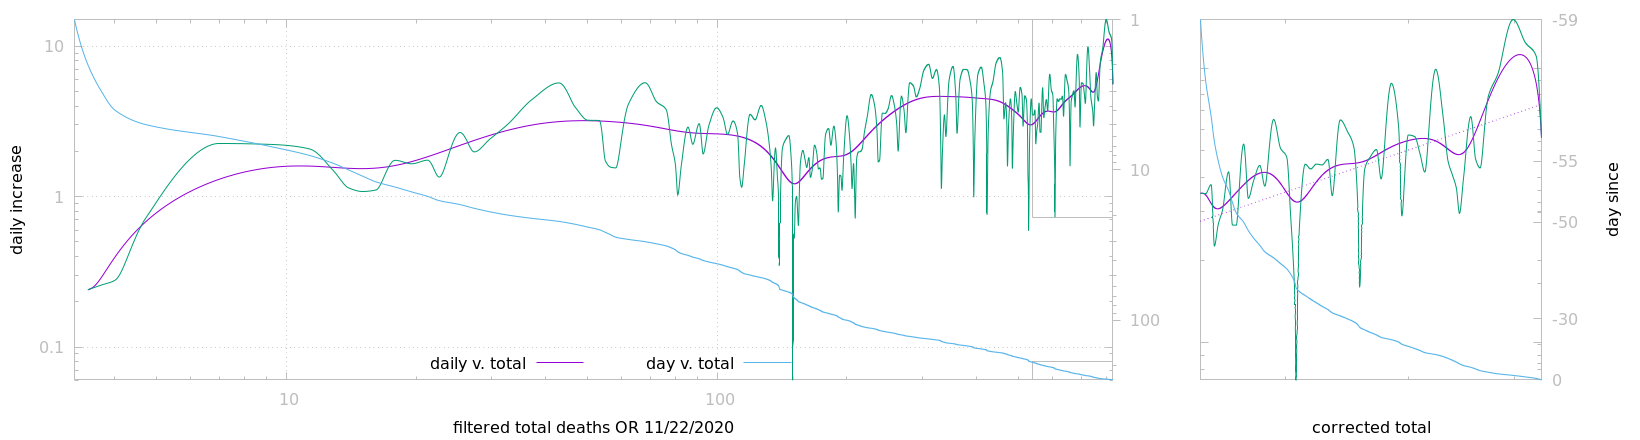 10
1
0.1
daily increase
10
100
filtered total deaths OR 11/22/2020
daily v. total
day v. total
1
10
100
-59
-55
-50
-30
0
day since
corrected total